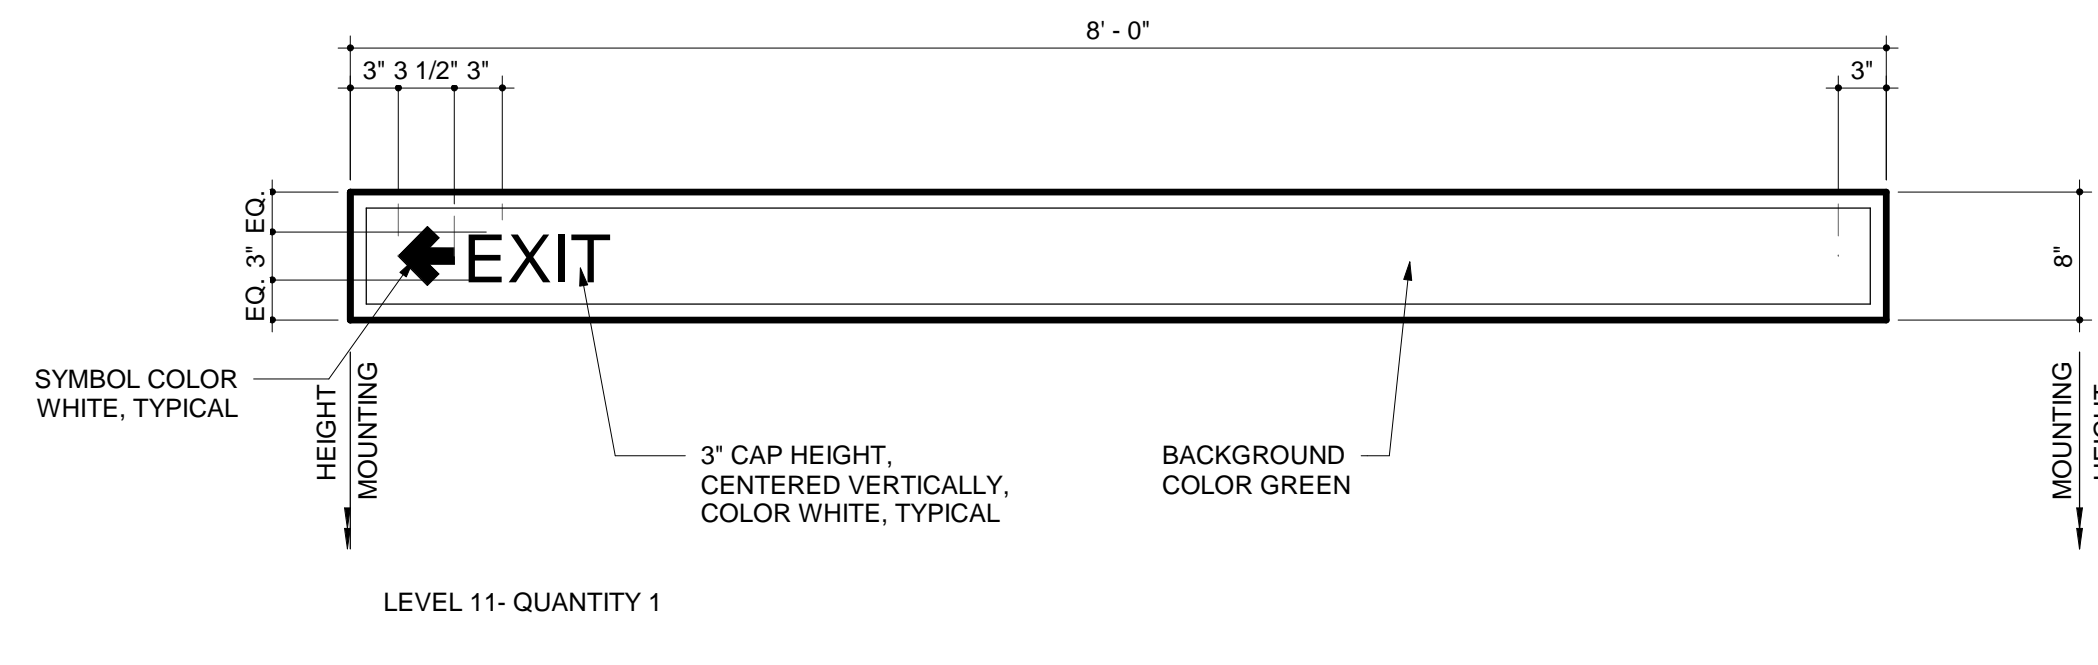 8' - 0"
3" 3 1/2" 3"
3"
EQ. 3" EQ.
EXIT
8"
SYMBOL COLOR
WHITE, TYPICAL
HEIGHT
MOUNTING
3" CAP HEIGHT,
CENTERED VERTICALLY,
COLOR WHITE, TYPICAL
BACKGROUND
COLOR GREEN
MOUNTING
LEVEL 11- QUANTITY 1